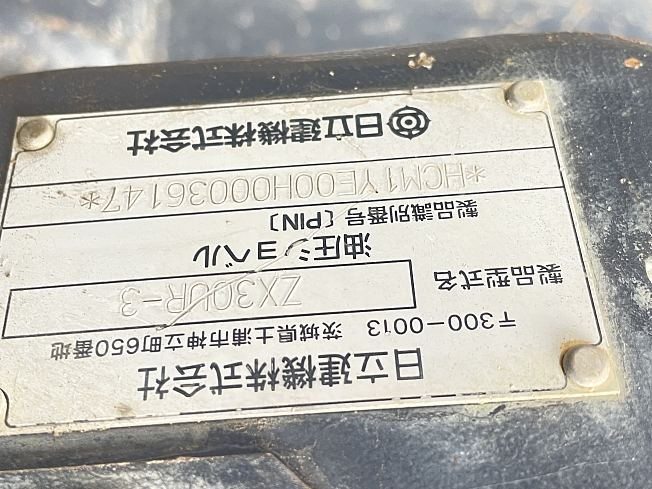 日立建機株式会社
〒300-0013 茨城県土浦市神立町650番地
製品型式名 ZX30UR-3
油圧ショベル
製品識別番号〔PIN〕
*HCM1YE00H00036147*
日立建機株式会社